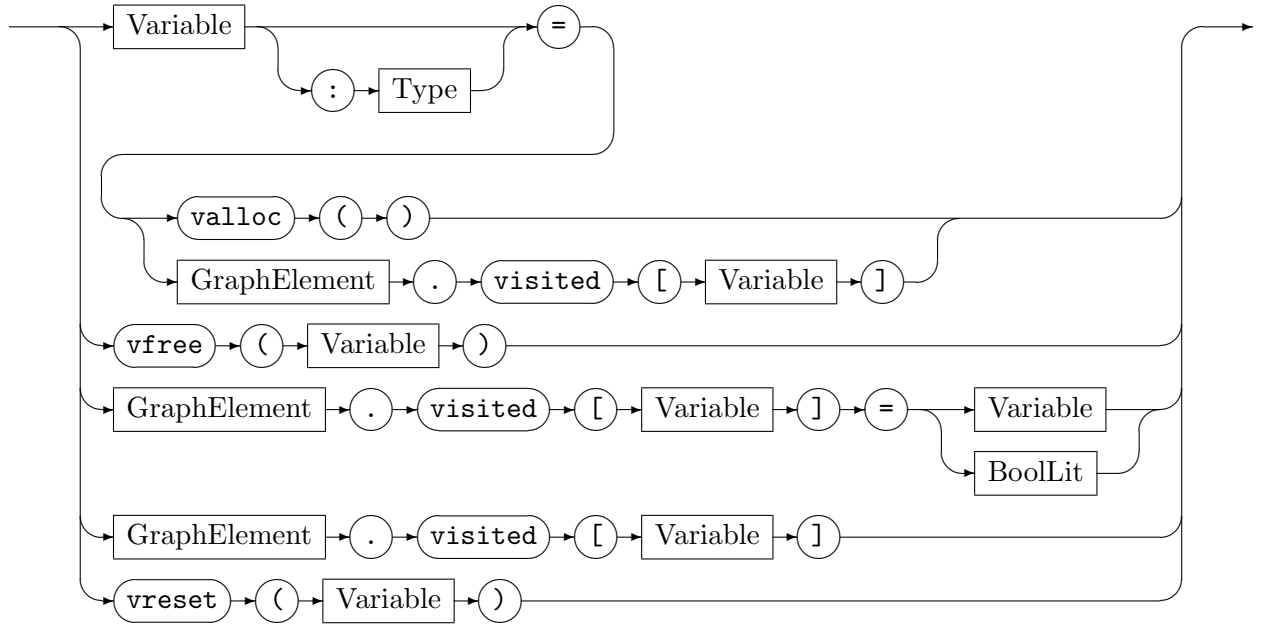 Variable =
: Type
valloc ( )
GraphElement . visited [ Variable ]
vfree ( Variable )
GraphElement . visited [ Variable ] = Variable
BoolLit
GraphElement . visited [ Variable ]
vreset ( Variable )